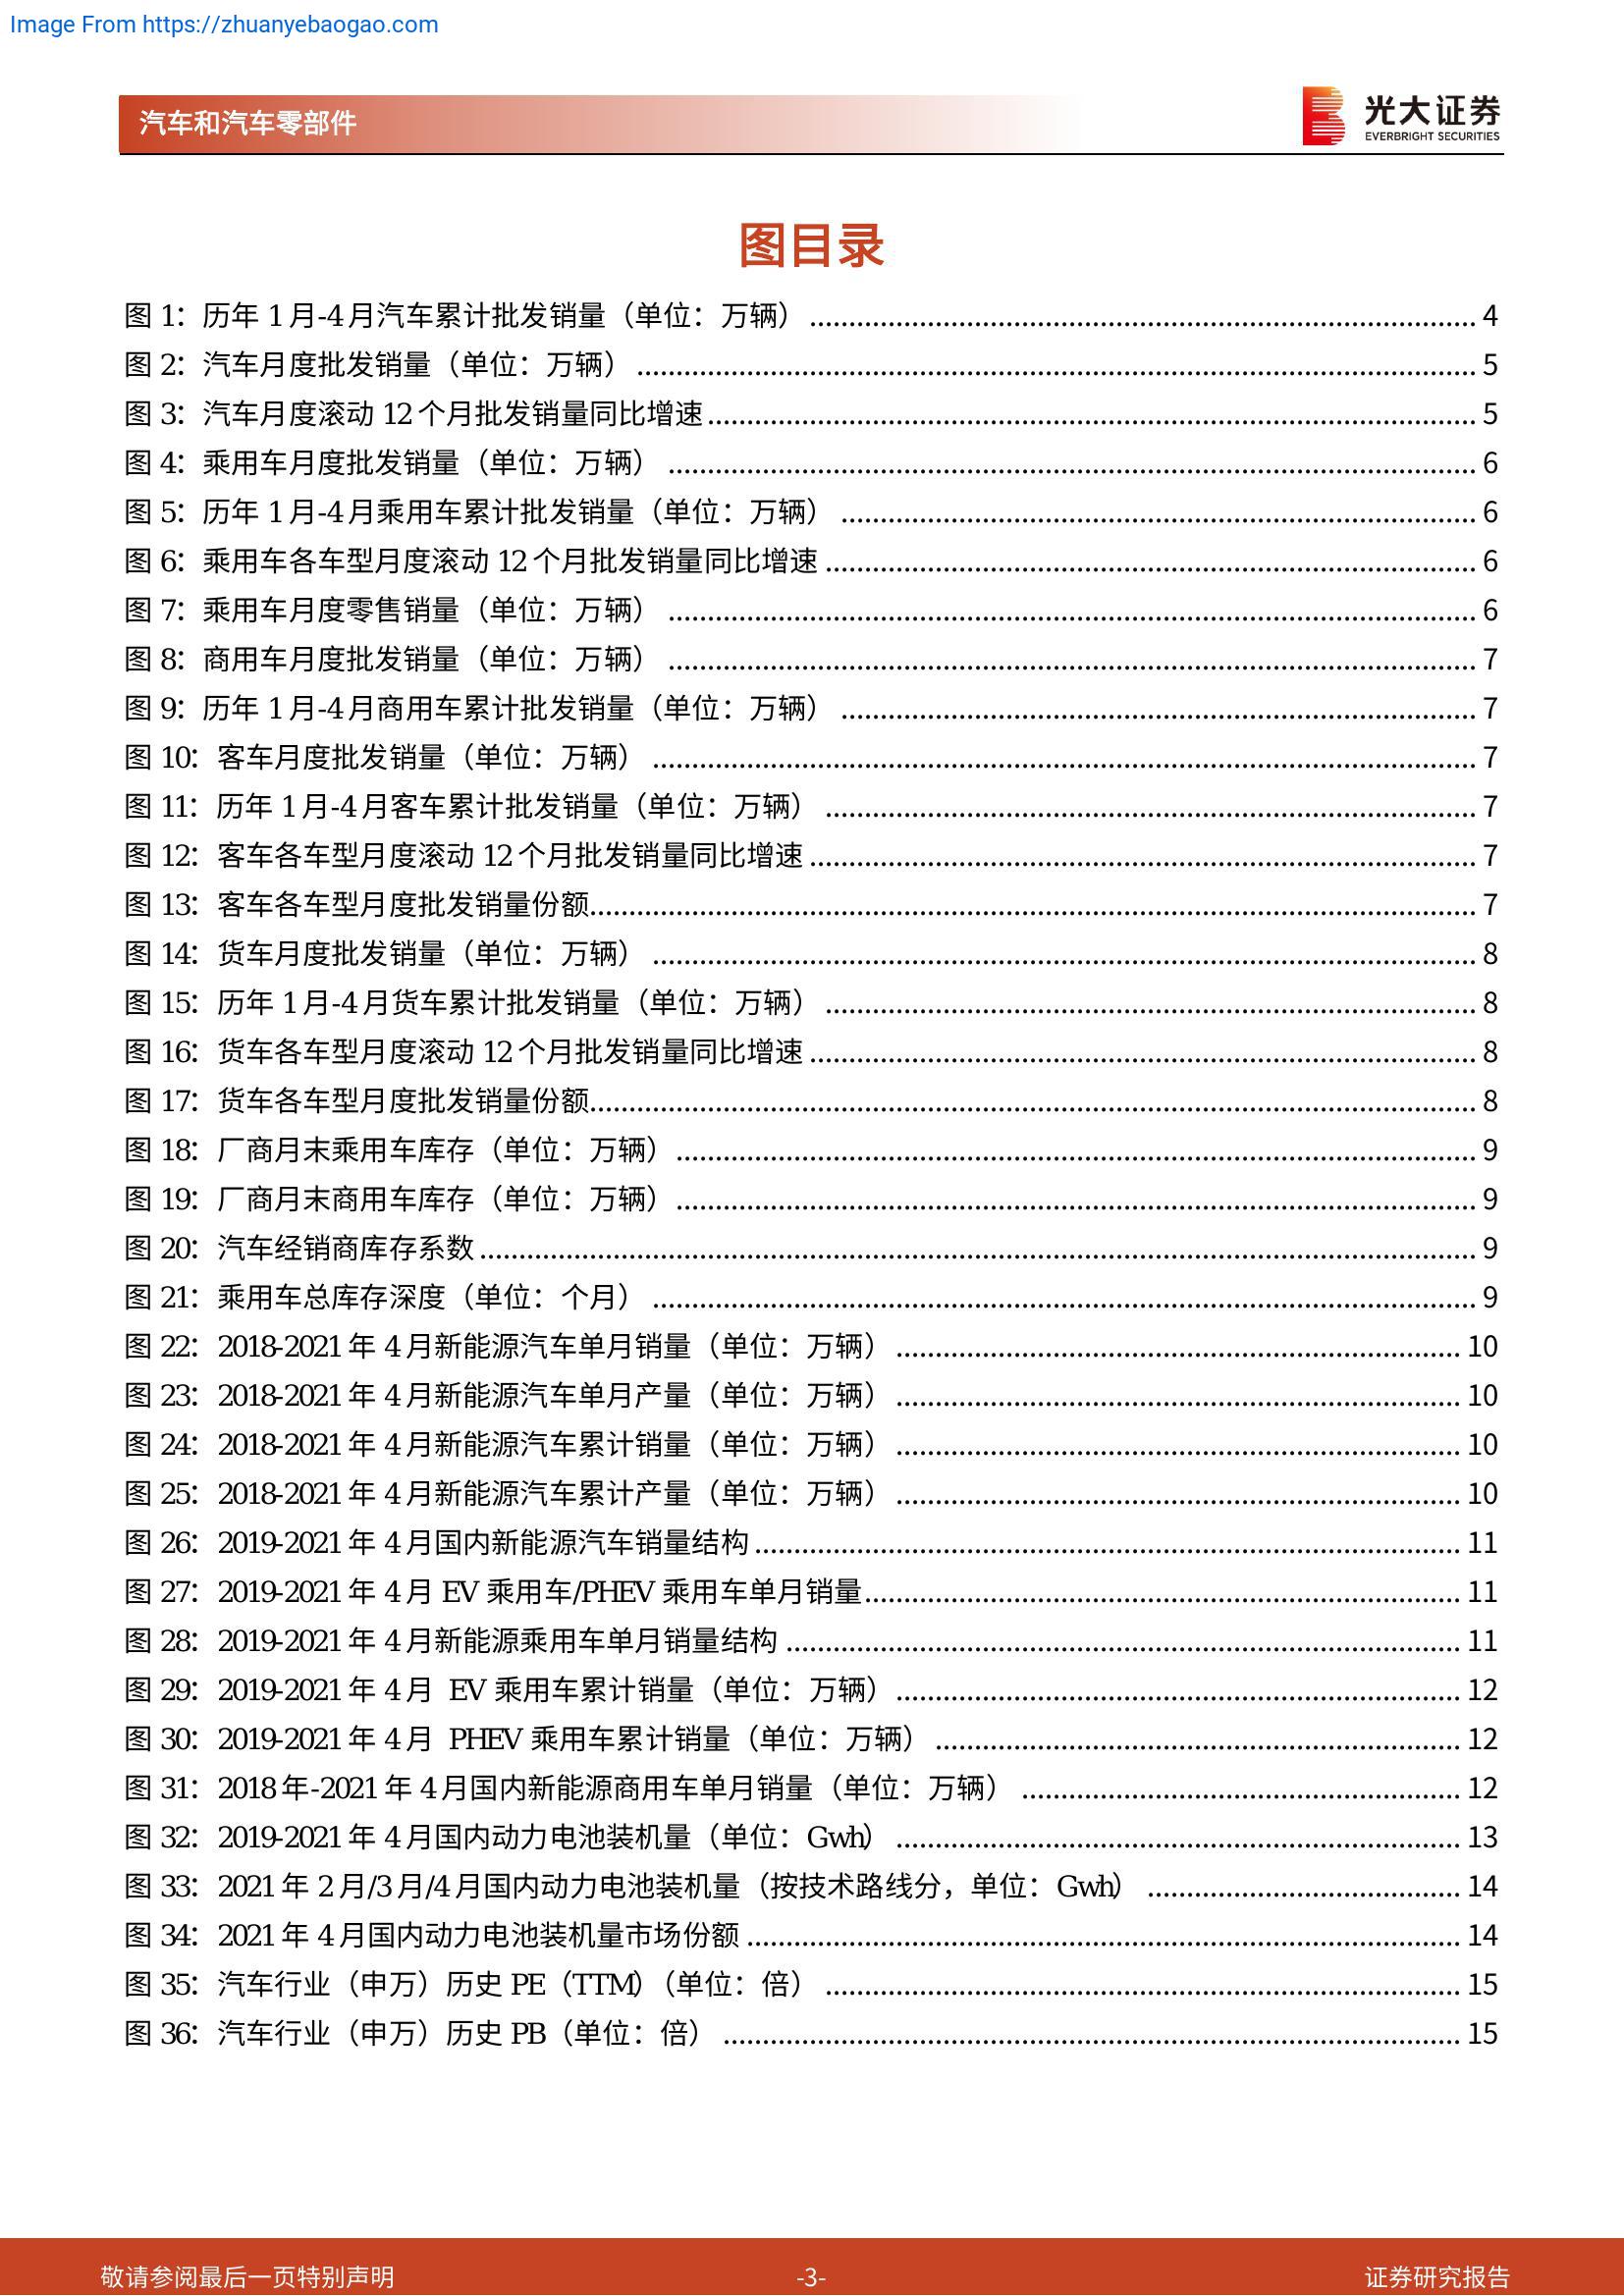 Image From https://zhuanyebaogao.com
汽车和汽车零部件
光大证券
EVERBRIGHT SECURITIES
图目录
图 1：历年 1 月-4 月汽车累计批发销量（单位：万辆） ........ 4
图 2：汽车月度批发销量（单位：万辆） ........ 5
图 3：汽车月度滚动 12 个月批发销量同比增速 ........ 5
图 4：乘用车月度批发销量（单位：万辆） ........ 6
图 5：历年 1 月-4 月乘用车累计批发销量（单位：万辆） ........ 6
图 6：乘用车各车型月度滚动 12 个月批发销量同比增速 ........ 6
图 7：乘用车月度零售销量（单位：万辆） ........ 6
图 8：商用车月度批发销量（单位：万辆） ........ 7
图 9：历年 1 月-4 月商用车累计批发销量（单位：万辆） ........ 7
图 10：客车月度批发销量（单位：万辆） ........ 7
图 11：历年 1 月-4 月客车累计批发销量（单位：万辆） ........ 7
图 12：客车各车型月度滚动 12 个月批发销量同比增速 ........ 7
图 13：客车各车型月度批发销量份额 ........ 7
图 14：货车月度批发销量（单位：万辆） ........ 8
图 15：历年 1 月-4 月货车累计批发销量（单位：万辆） ........ 8
图 16：货车各车型月度滚动 12 个月批发销量同比增速 ........ 8
图 17：货车各车型月度批发销量份额 ........ 8
图 18：厂商月末乘用车库存（单位：万辆） ........ 9
图 19：厂商月末商用车库存（单位：万辆） ........ 9
图 20：汽车经销商库存系数 ........ 9
图 21：乘用车总库存深度（单位：个月） ........ 9
图 22：2018-2021 年 4 月新能源汽车单月销量（单位：万辆） ........ 10
图 23：2018-2021 年 4 月新能源汽车单月产量（单位：万辆） ........ 10
图 24：2018-2021 年 4 月新能源汽车累计销量（单位：万辆） ........ 10
图 25：2018-2021 年 4 月新能源汽车累计产量（单位：万辆） ........ 10
图 26：2019-2021 年 4 月国内新能源汽车销量结构 ........ 11
图 27：2019-2021 年 4 月 EV 乘用车/PHEV 乘用车单月销量 ........ 11
图 28：2019-2021 年 4 月新能源乘用车单月销量结构 ........ 11
图 29：2019-2021 年 4 月 EV 乘用车累计销量（单位：万辆） ........ 12
图 30：2019-2021 年 4 月 PHEV 乘用车累计销量（单位：万辆） ........ 12
图 31：2018 年-2021 年 4 月国内新能源商用车单月销量（单位：万辆） ........ 12
图 32：2019-2021 年 4 月国内动力电池装机量（单位：Gwh） ........ 13
图 33：2021 年 2 月/3 月/4 月国内动力电池装机量（按技术路线分，单位：Gwh） ........ 14
图 34：2021 年 4 月国内动力电池装机量市场份额 ........ 14
图 35：汽车行业（申万）历史 PE（TTM）（单位：倍） ........ 15
图 36：汽车行业（申万）历史 PB（单位：倍） ........ 15
敬请参阅最后一页特别声明
-3-
证券研究报告